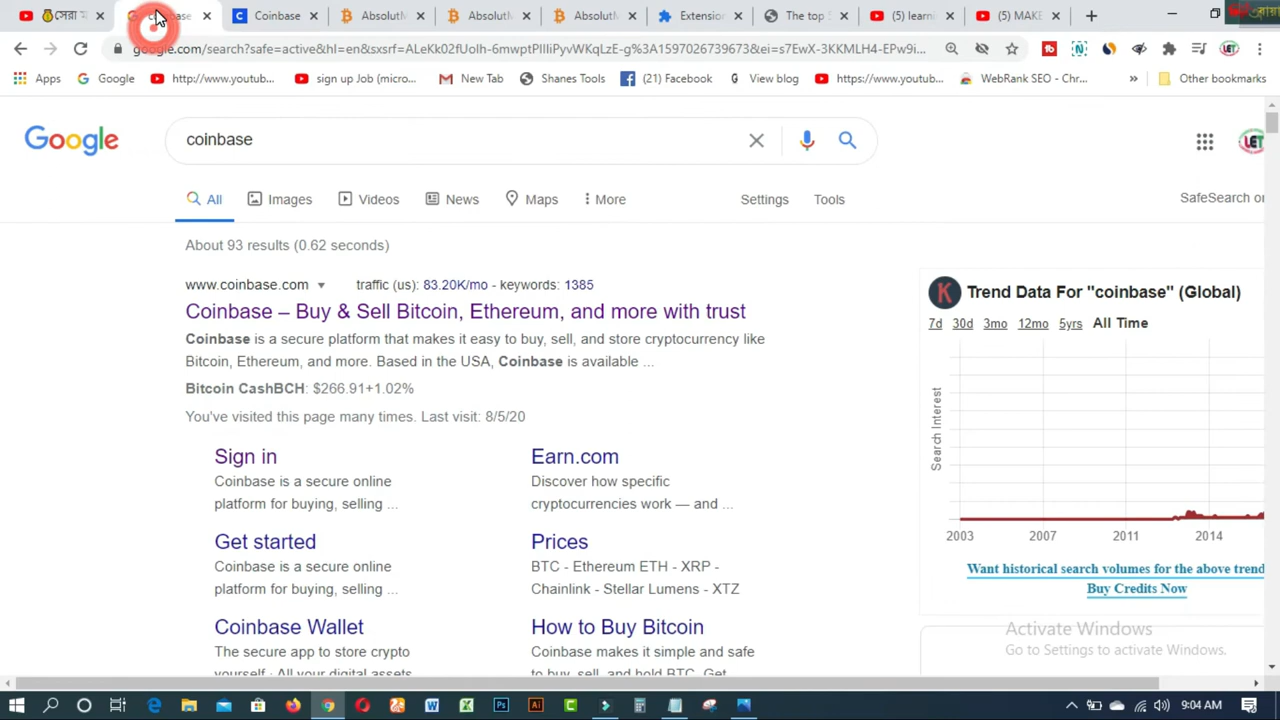 সেরা
Coinbase
AbsolutM
Absolut
AbsolutM
Extension
The top f
(5) learni
(5) MAKE
google.com/search?safe=active&hl=en&sxsrf=ALeKk02fUoIh-6mwptPIIiPyvWKqLzE-g%3A1597026739673&ei=s7EwX-3KKMLH4-EPw9i...
Apps
Google
http://www.youtub...
sign up Job (micro...
New Tab
Shanes Tools
(21) Facebook
View blog
https://www.youtub...
WebRank SEO - Chr...
»
Other bookmarks
Google
coinbase
LET
All
Images
Videos
News
Maps
More
Settings
Tools
SafeSearch on
About 93 results (0.62 seconds)
www.coinbase.com
traffic (us): 83.20K/mo - keywords: 1385
Coinbase – Buy & Sell Bitcoin, Ethereum, and more with trust
Coinbase is a secure platform that makes it easy to buy, sell, and store cryptocurrency like
Bitcoin, Ethereum, and more. Based in the USA, Coinbase is available ...
Bitcoin CashBCH: $266.91+1.02%
You've visited this page many times. Last visit: 8/5/20
Sign in
Coinbase is a secure online
platform for buying, selling ...
Earn.com
Discover how specific
cryptocurrencies work — and ...
Get started
Coinbase is a secure online
platform for buying, selling ...
Prices
BTC - Ethereum ETH - XRP -
Chainlink - Stellar Lumens - XTZ
Coinbase Wallet
The secure app to store crypto
yourself - All your digital assets
How to Buy Bitcoin
Coinbase makes it simple and safe
to buy, sell, and hold BTC. Get
K
Trend Data For "coinbase" (Global)
7d
30d
3mo
12mo
5yrs
All Time
Search Interest
2003
2007
2011
2014
Want historical search volumes for the above trend
Buy Credits Now
Activate Windows
Go to Settings to activate Windows.
9:04 AM